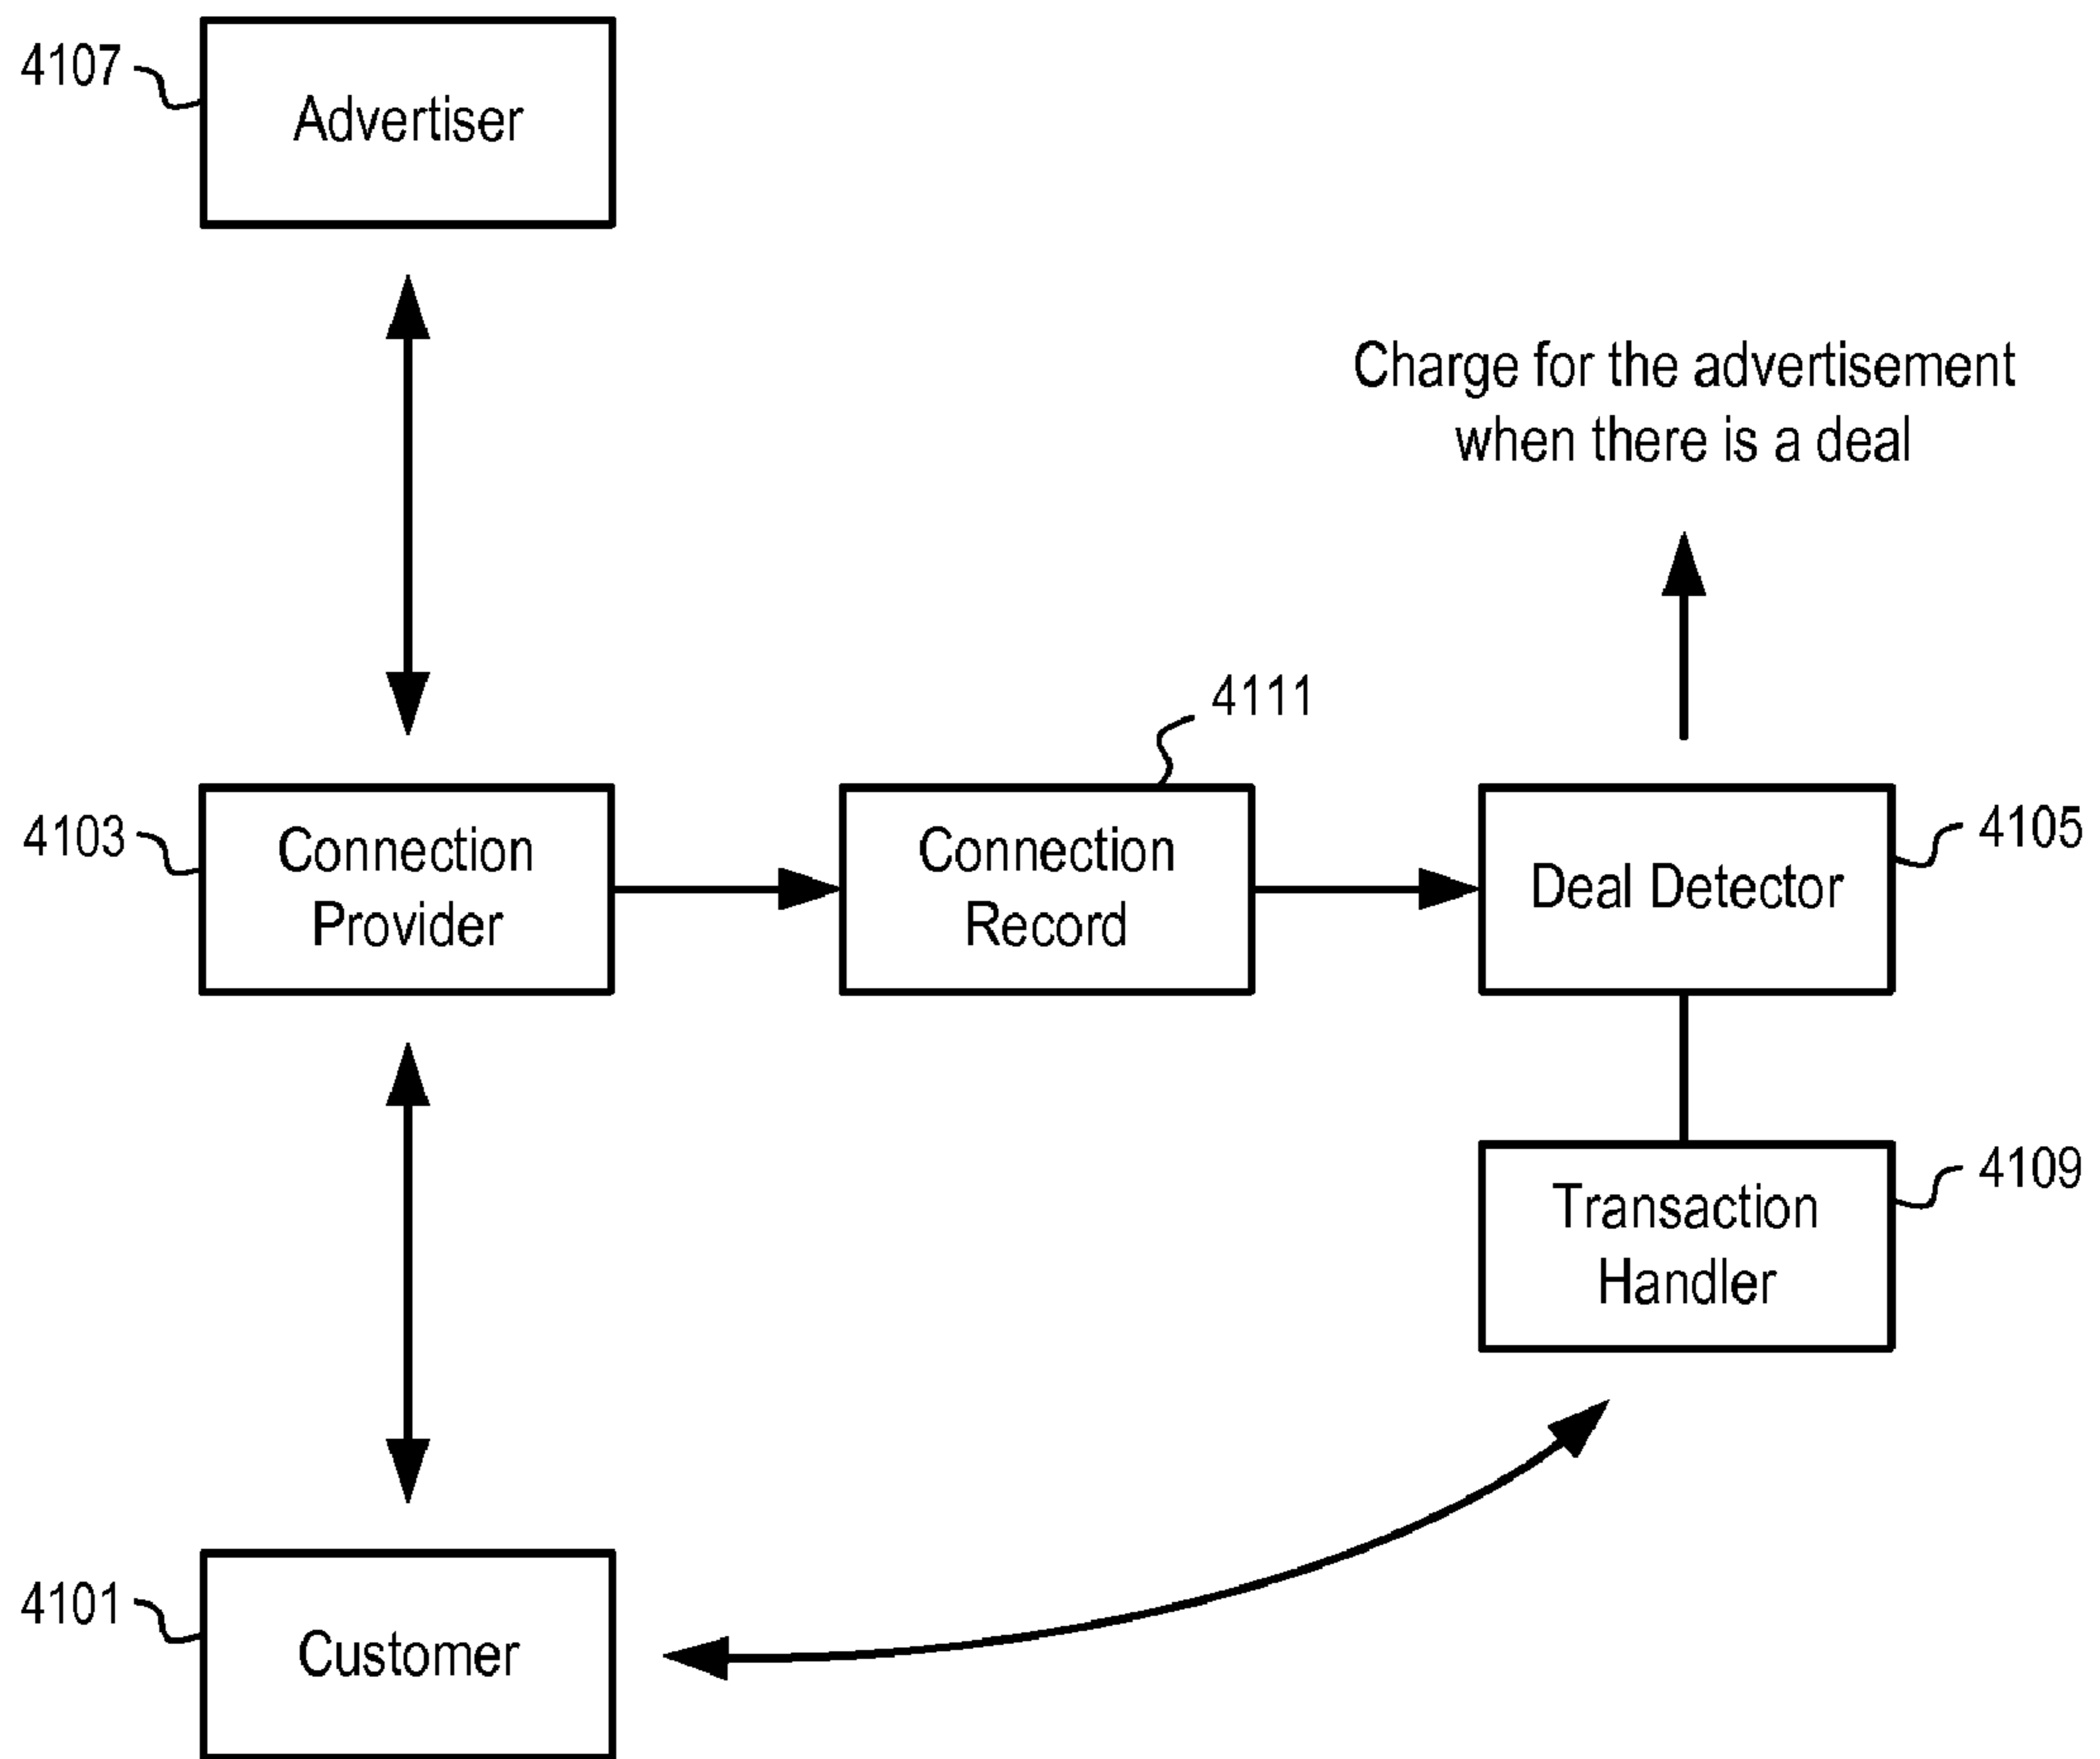 4107
Advertiser
Charge for the advertisement
when there is a deal
4111
4103
Connection
Provider
Connection
Record
Deal Detector
4105
Transaction
Handler
4109
4101
Customer